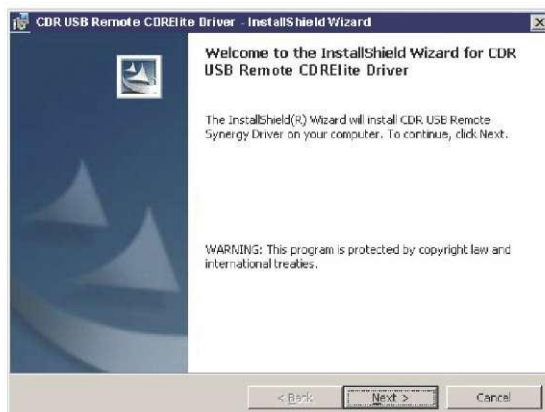 CDR USB Remote CDRElite Driver - InstallShield Wizard
Welcome to the InstallShield Wizard for CDR
USB Remote CDRElite Driver
The InstallShield(R) Wizard will install CDR USB Remote
Synergy Driver on your computer. To continue, click Next.
WARNING: This program is protected by copyright law and
international treaties.
< Back Next > Cancel